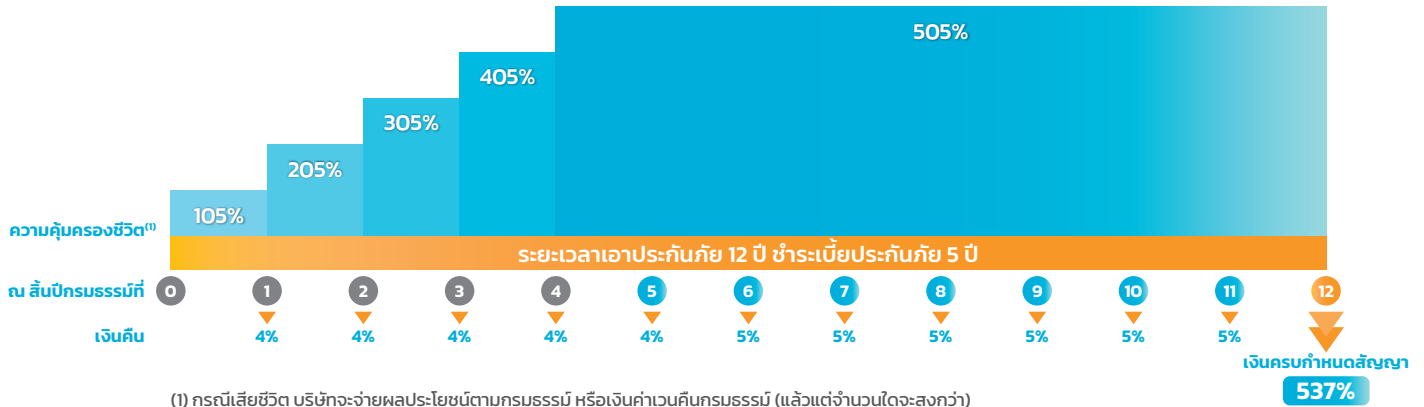 505%
405%
305%
205%
105%
ความคุ้มครองชีวิต(1)
ระยะเวลาเอาประกันภัย 12 ปี ชำระเบี้ยประกันภัย 5 ปี
ณ สิ้นปีกรมธรรม์ที่ 0 1 2 3 4 5 6 7 8 9 10 11 12
เงินคืน 4% 4% 4% 4% 4% 5% 5% 5% 5% 5% 5%
เงินครบกำหนดสัญญา
537%
(1) กรณีเสียชีวิต บริษัทจะจ่ายผลประโยชน์ตามกรมธรรม์ หรือเงินค่าเวนคืนกรมธรรม์ (แล้วแต่จำนวนใดจะสูงกว่า)